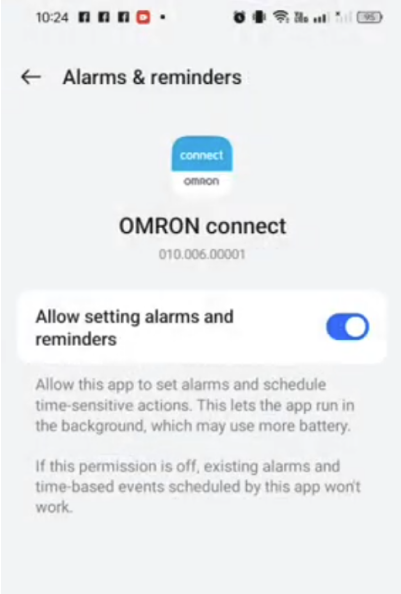 10:24
95
Alarms & reminders
connect
OMRON
OMRON connect
010.006.00001
Allow setting alarms and
reminders
Allow this app to set alarms and schedule
time-sensitive actions. This lets the app run in
the background, which may use more battery.
If this permission is off, existing alarms and
time-based events scheduled by this app won't
work.